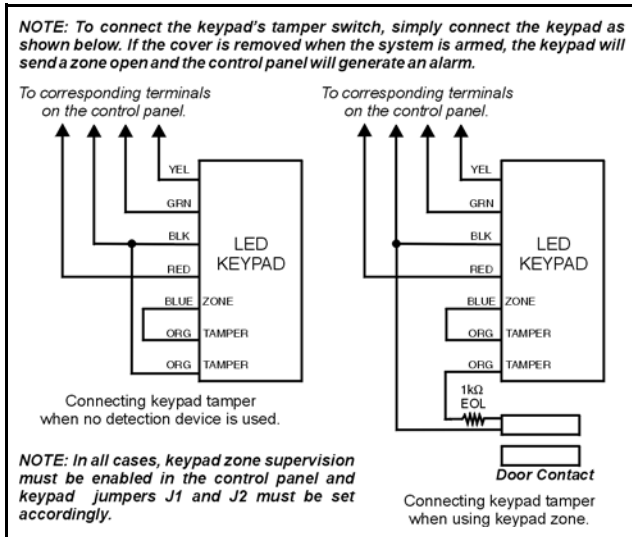 NOTE: To connect the keypad's tamper switch, simply connect the keypad as
shown below. If the cover is removed when the system is armed, the keypad will
send a zone open and the control panel will generate an alarm.
To corresponding terminals
on the control panel.
YEL
GRN
BLK
RED
BLUE ZONE
ORG TAMPER
ORG TAMPER
LED
KEYPAD
Connecting keypad tamper
when no detection device is used.
NOTE: In all cases, keypad zone supervision
must be enabled in the control panel and
keypad jumpers J1 and J2 must be set
accordingly.
To corresponding terminals
on the control panel.
YEL
GRN
BLK
RED
BLUE ZONE
ORG TAMPER
ORG TAMPER
LED
KEYPAD
1kΩ
EOL
Door Contact
Connecting keypad tamper
when using keypad zone.